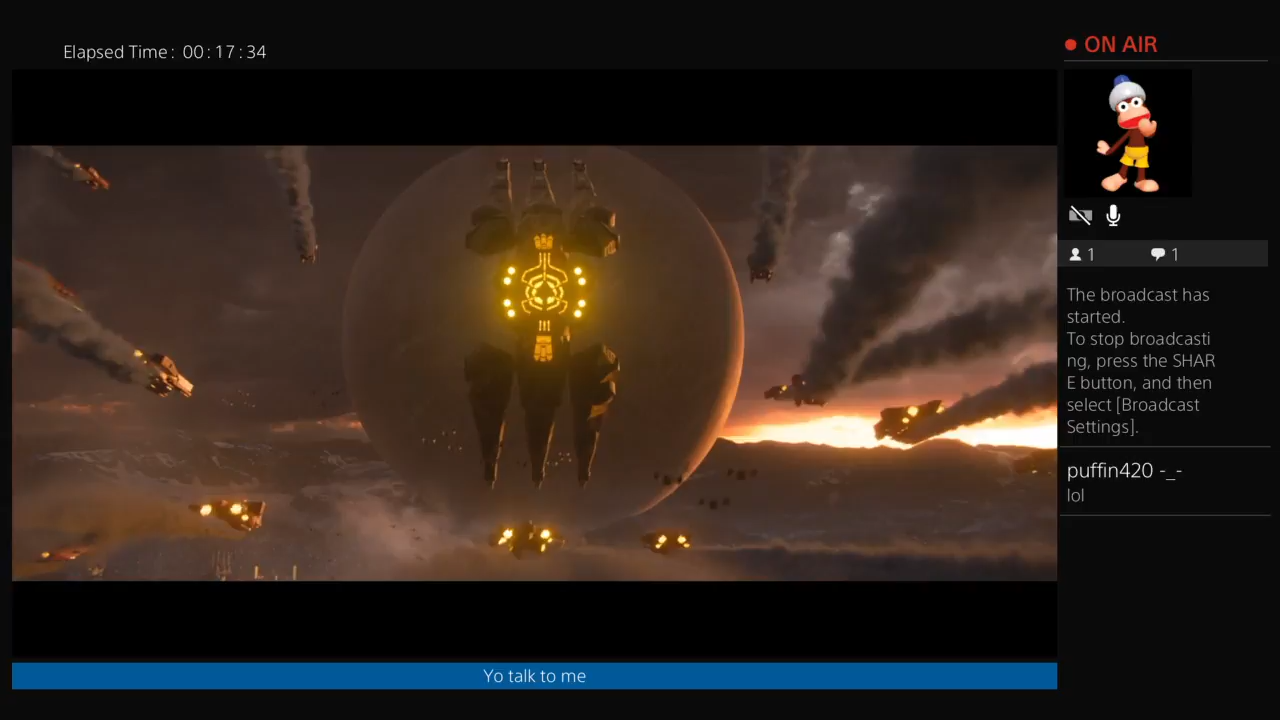 Elapsed Time: 00:17:34
ON AIR
1 1
The broadcast has
started.
To stop broadcasti
ng, press the SHAR
E button, and then
select [Broadcast
Settings].
puffin420 -_-
lol
Yo talk to me